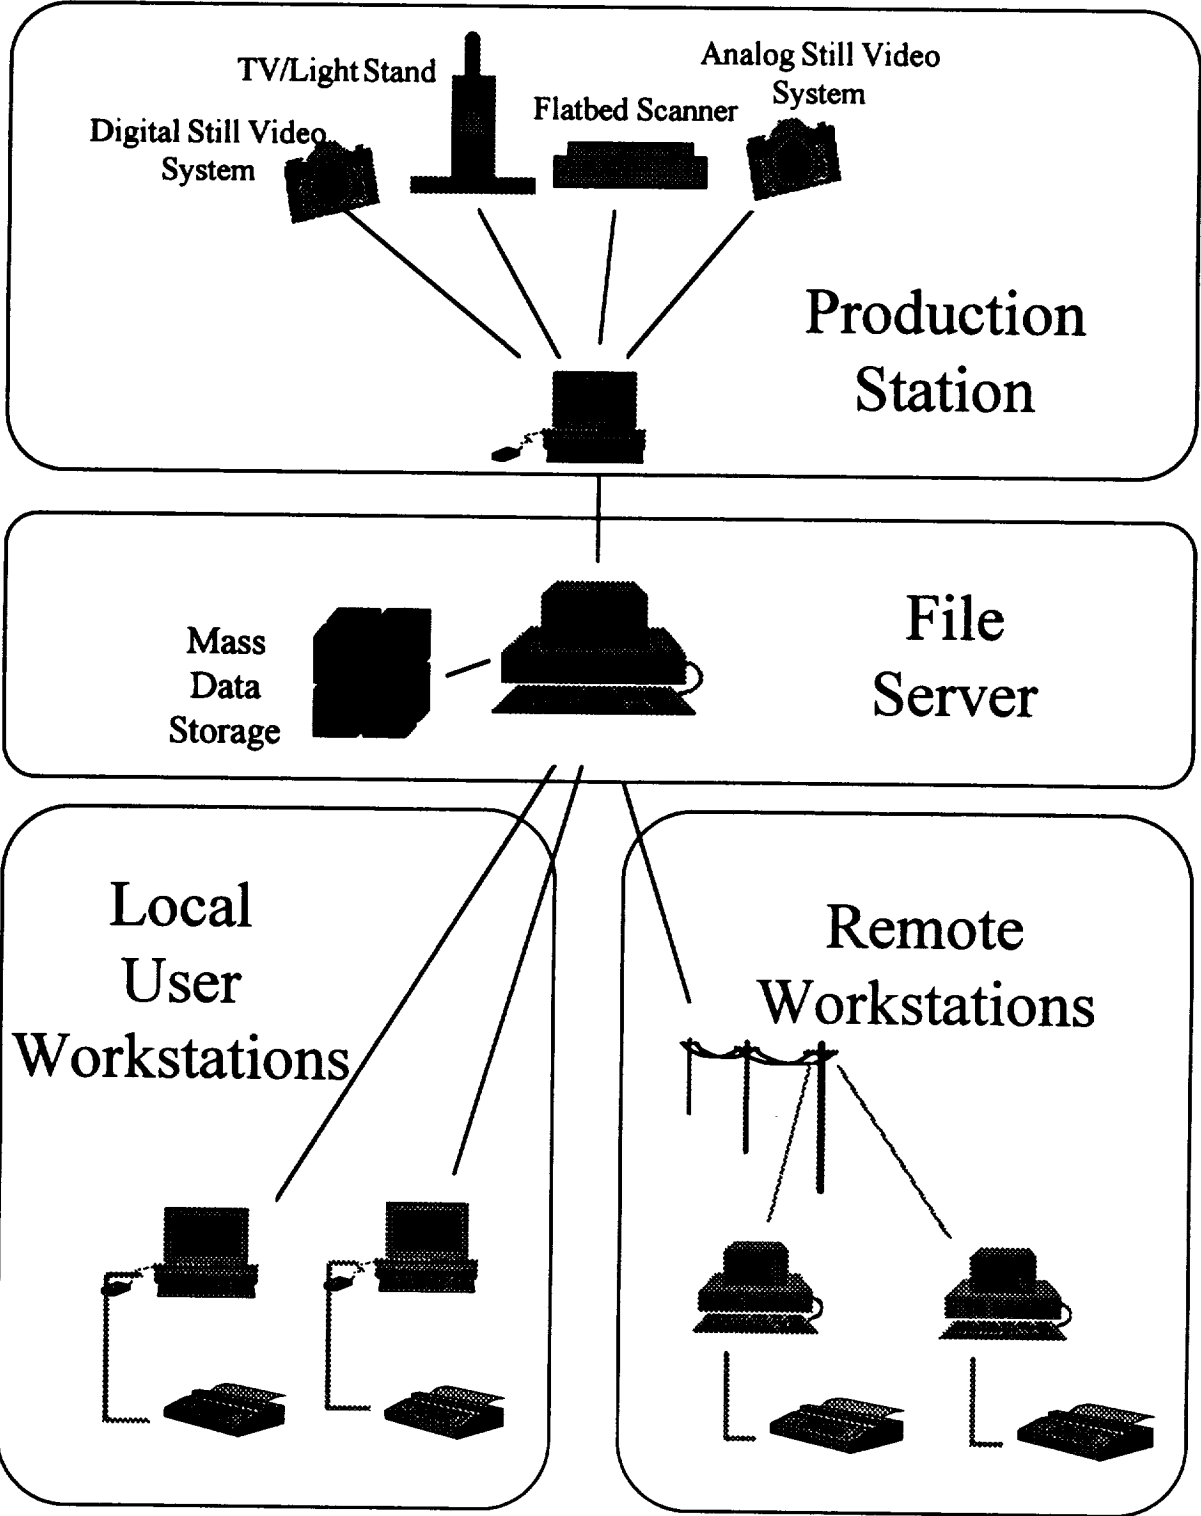 TV/Light Stand
Analog Still Video
System
Flatbed Scanner
Digital Still Video
System
Production
Station
File
Server
Mass
Data
Storage
Local
User
Workstations
Remote
Workstations